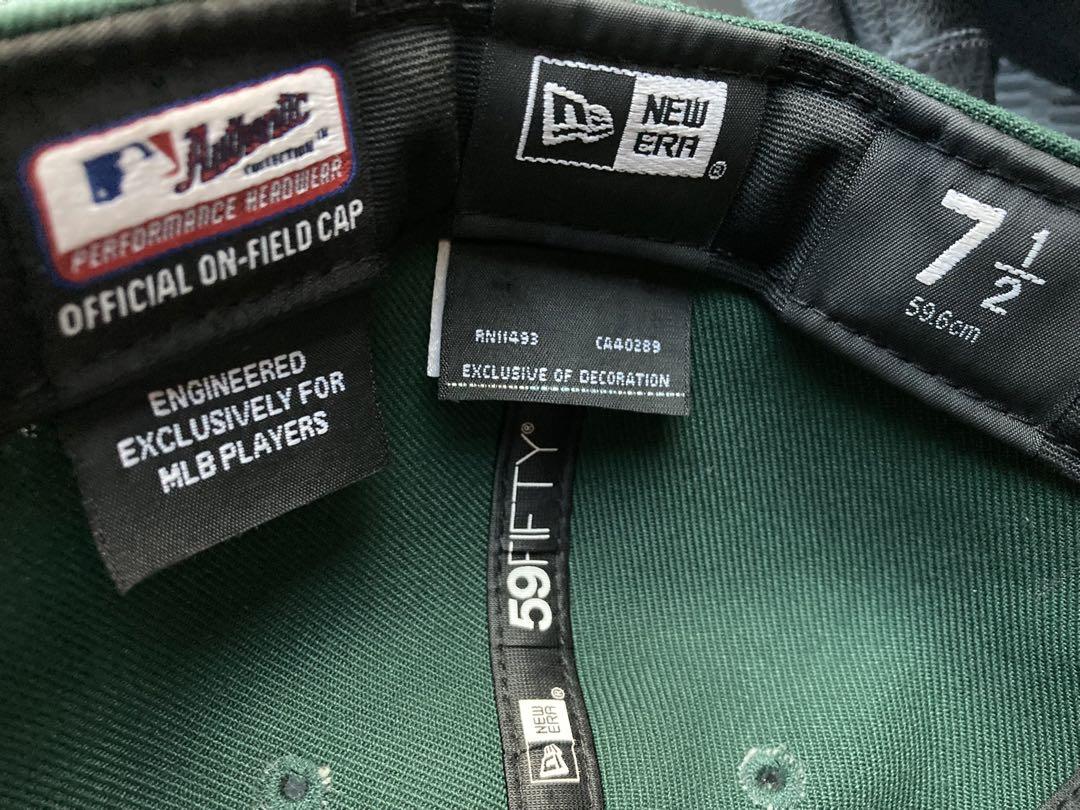 Authentic
COLLECTION TM
PERFORMANCE HEADWEAR
OFFICIAL ON-FIELD CAP
ENGINEERED
EXCLUSIVELY FOR
MLB PLAYERS
NEW
ERA®
RN11493 CA40289
EXCLUSIVE OF DECORATION
7 1/2
59.6cm
59FIFTY®
NEW
ERA®